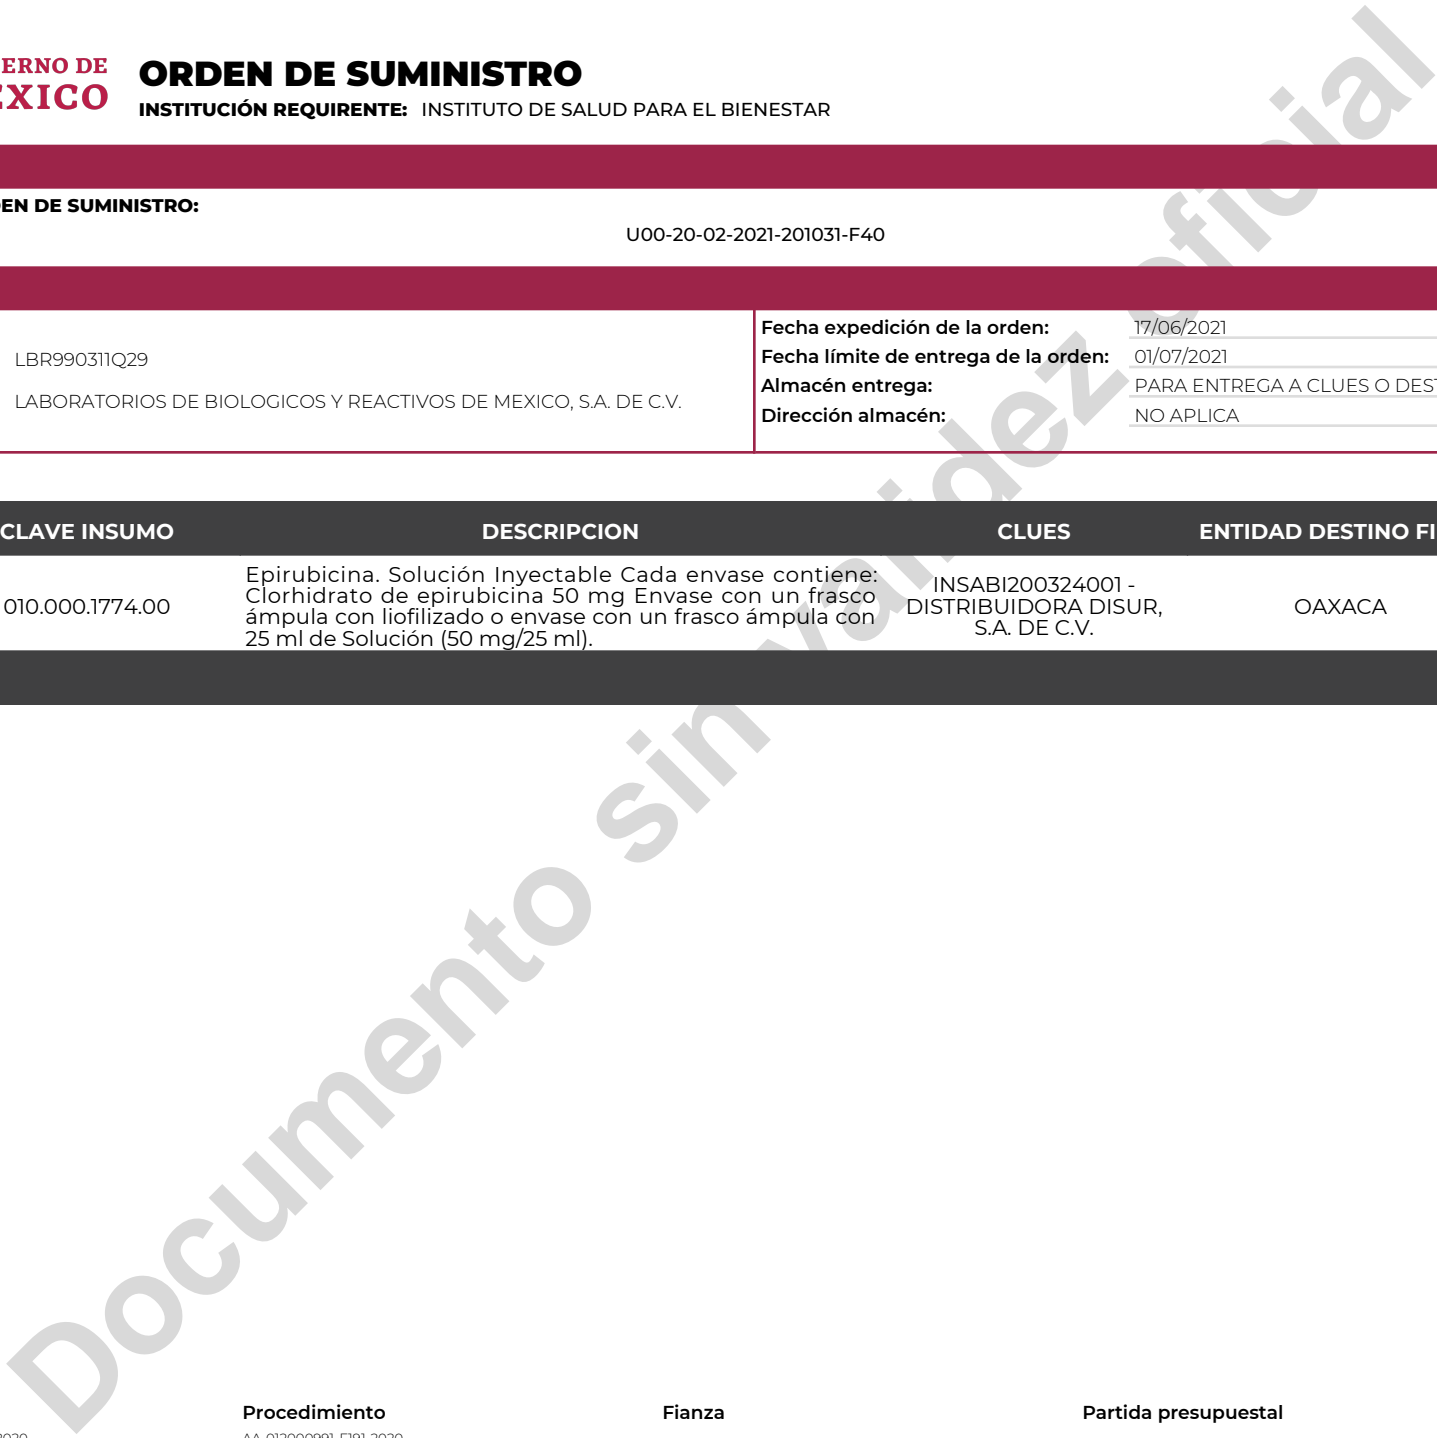 ERNO DE
EXICO
ORDEN DE SUMINISTRO
INSTITUCIÓN REQUIRENTE: INSTITUTO DE SALUD PARA EL BIENESTAR
EN DE SUMINISTRO:
U00-20-02-2021-201031-F40
LBR990311Q29
LABORATORIOS DE BIOLOGICOS Y REACTIVOS DE MEXICO, S.A. DE C.V.
Fecha expedición de la orden: 17/06/2021
Fecha límite de entrega de la orden: 01/07/2021
Almacén entrega: PARA ENTREGA A CLUES O DEST
Dirección almacén: NO APLICA
CLAVE INSUMO DESCRIPCION CLUES ENTIDAD DESTINO FI
010.000.1774.00
Epirubicina. Solución Inyectable Cada envase contiene:
Clorhidrato de epirubicina 50 mg Envase con un frasco
ámpula con liofilizado o envase con un frasco ámpula con
25 ml de Solución (50 mg/25 ml).
INSABI200324001 -
DISTRIBUIDORA DISUR,
S.A. DE C.V.
OAXACA
Documento sin validez oficial
Procedimiento Fianza Partida presupuestal